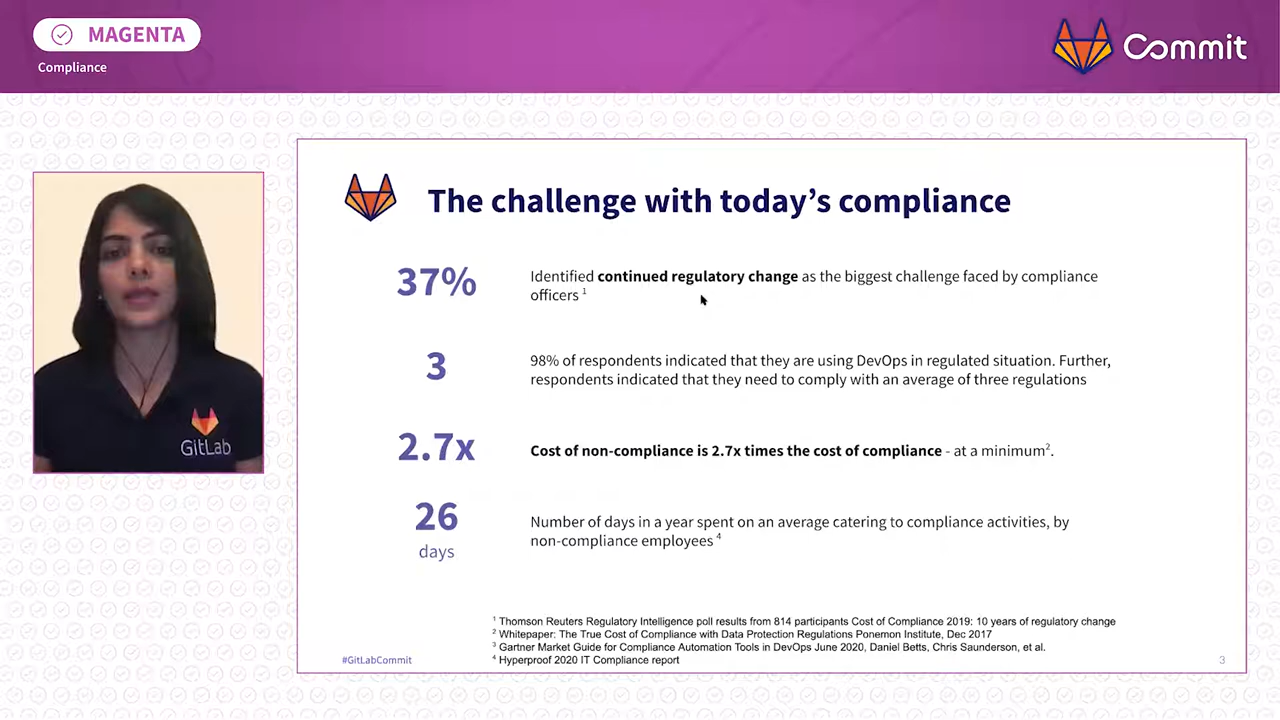 MAGENTA
Compliance
Commit
GitLab
The challenge with today’s compliance
37%
Identified continued regulatory change as the biggest challenge faced by compliance
officers 1
3
98% of respondents indicated that they are using DevOps in regulated situation. Further,
respondents indicated that they need to comply with an average of three regulations
2.7x
Cost of non-compliance is 2.7x times the cost of compliance - at a minimum2.
26
days
Number of days in a year spent on an average catering to compliance activities, by
non-compliance employees 4
1 Thomson Reuters Regulatory Intelligence poll results from 814 participants Cost of Compliance 2019: 10 years of regulatory change
2 Whitepaper: The True Cost of Compliance with Data Protection Regulations Ponemon Institute, Dec 2017
3 Gartner Market Guide for Compliance Automation Tools in DevOps June 2020, Daniel Betts, Chris Saunderson, et al.
4 Hyperproof 2020 IT Compliance report
#GitLabCommit
3